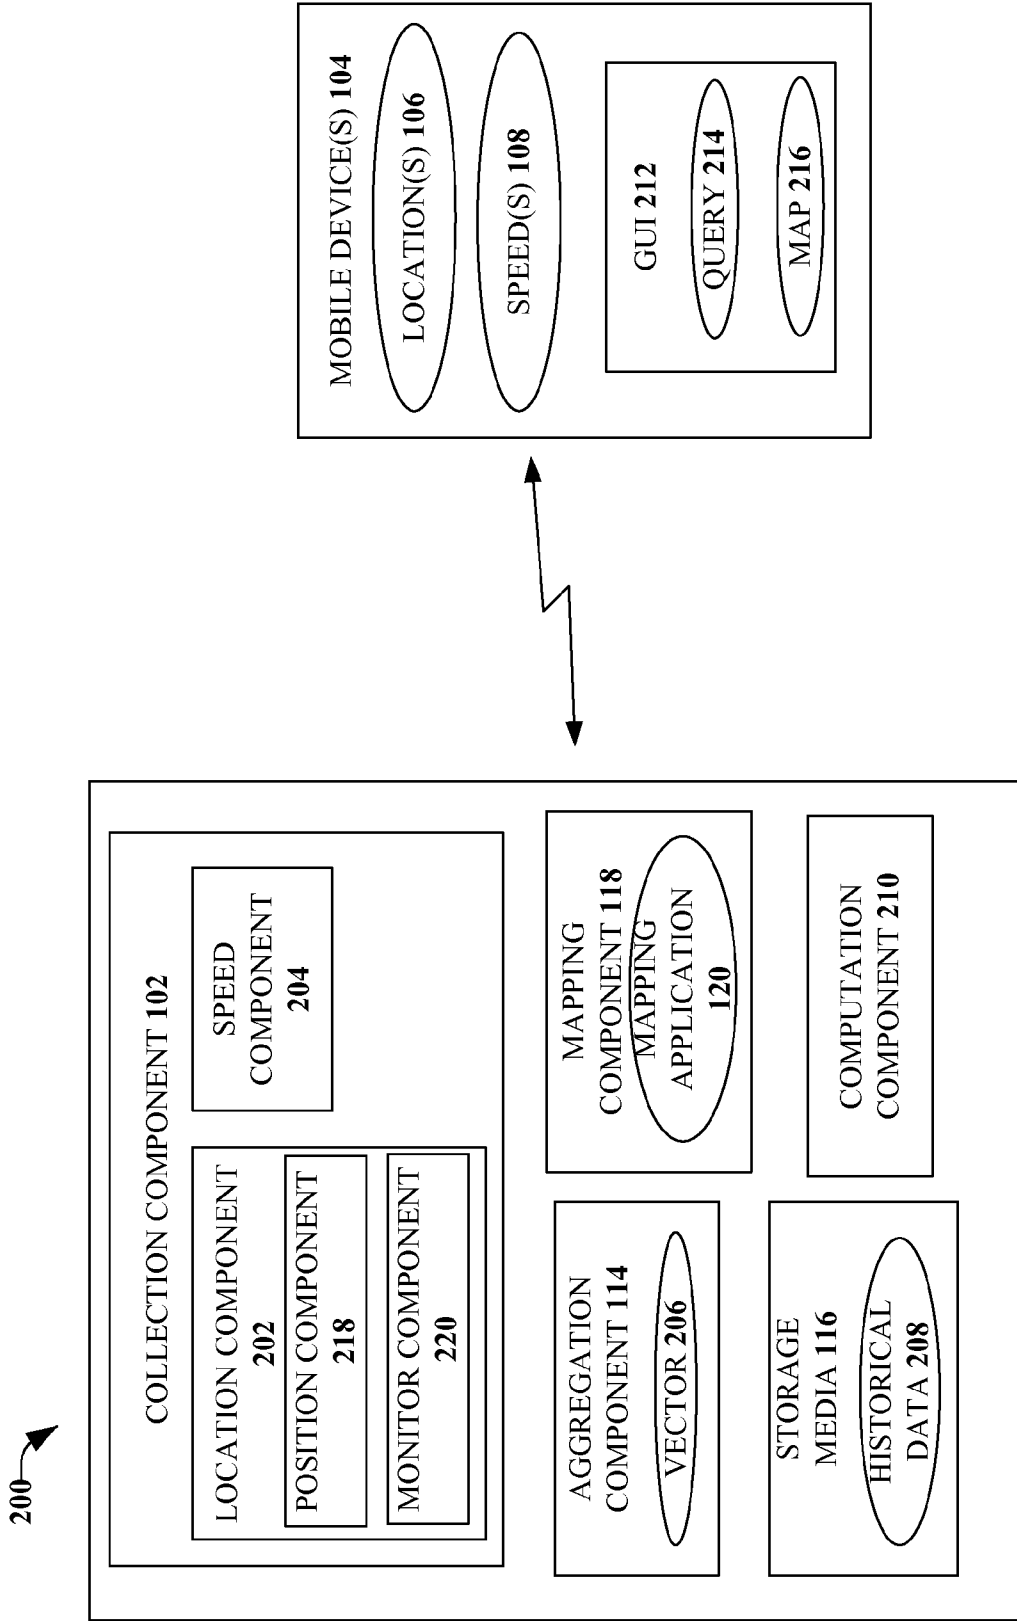 200
COLLECTION COMPONENT 102
LOCATION COMPONENT
202
POSITION COMPONENT
218
MONITOR COMPONENT
220
SPEED
COMPONENT
204
AGGREGATION
COMPONENT 114
VECTOR 206
MAPPING
COMPONENT 118
MAPPING
APPLICATION
120
STORAGE
MEDIA 116
HISTORICAL
DATA 208
COMPUTATION
COMPONENT 210
MOBILE DEVICE(S) 104
LOCATION(S) 106
SPEED(S) 108
GUI 212
QUERY 214
MAP 216